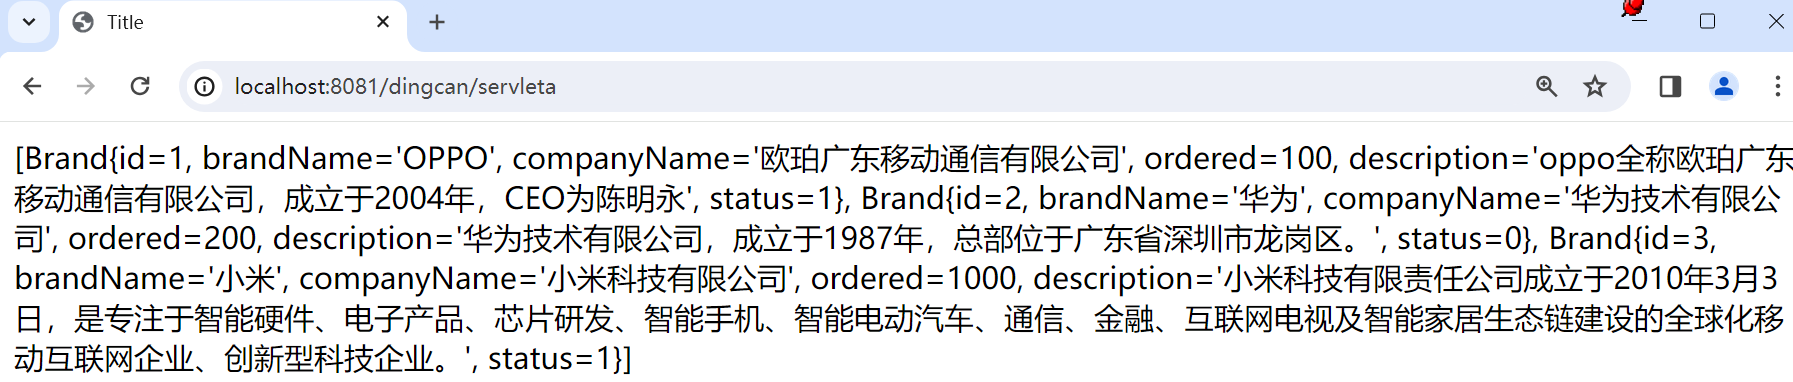 Title
localhost:8081/dingcan/servleta
[Brand{id=1, brandName='OPPO', companyName='欧珀广东移动通信有限公司', ordered=100, description='oppo全称欧珀广东
移动通信有限公司，成立于2004年，CEO为陈明永', status=1}, Brand{id=2, brandName='华为', companyName='华为技术有限公
司', ordered=200, description='华为技术有限公司，成立于1987年，总部位于广东省深圳市龙岗区。', status=0}, Brand{id=3,
brandName='小米', companyName='小米科技有限公司', ordered=1000, description='小米科技有限责任公司成立于2010年3月3
日，是专注于智能硬件、电子产品、芯片研发、智能手机、智能电动汽车、通信、金融、互联网电视及智能家居生态链建设的全球化移
动互联网企业、创新型科技企业。', status=1}]